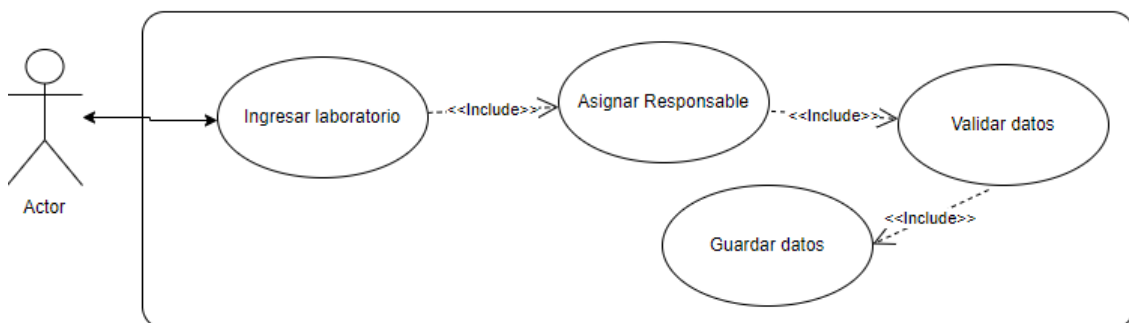 Actor
Ingresar laboratorio
<<Include>>
Asignar Responsable
<<Include>>
Validar datos
<<Include>>
Guardar datos